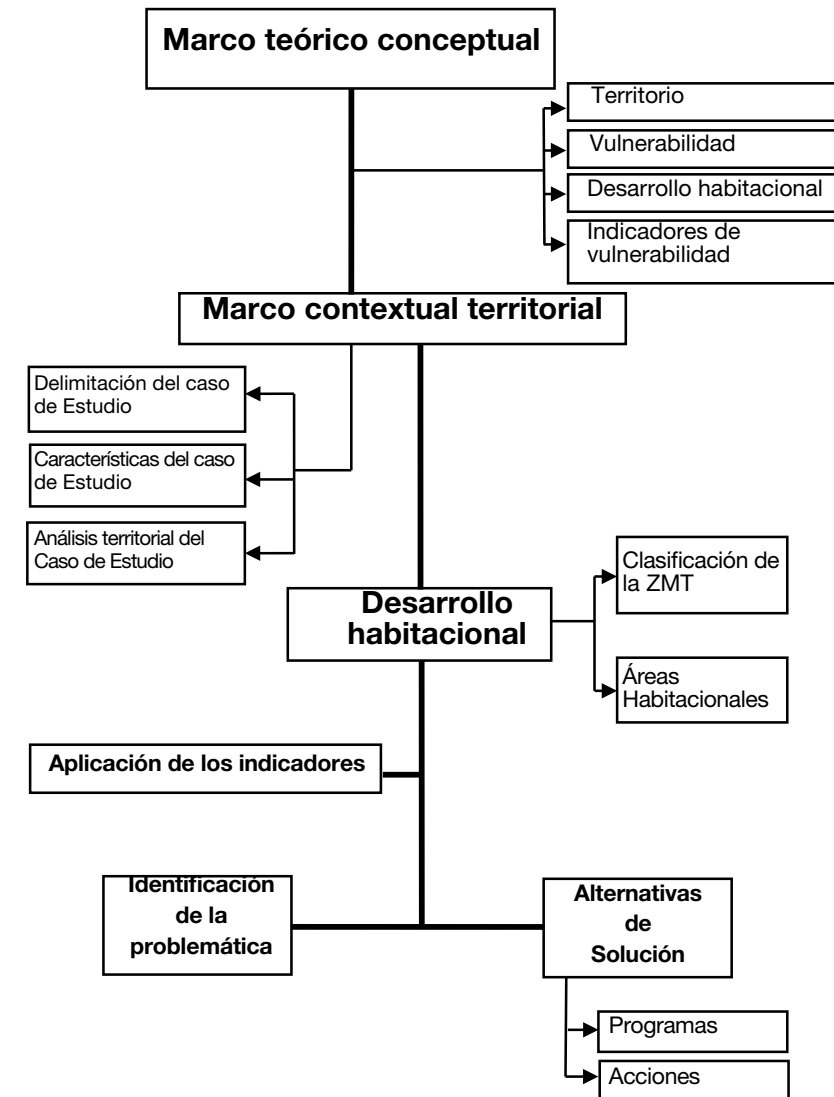 Marco teórico conceptual
Territorio
Vulnerabilidad
Desarrollo habitacional
Indicadores de
vulnerabilidad
Marco contextual territorial
Delimitación del caso
de Estudio
Características del caso
de Estudio
Análisis territorial del
Caso de Estudio
Desarrollo
habitacional
Clasificación de
la ZMT
Áreas
Habitacionales
Aplicación de los indicadores
Identificación
de la
problemática
Alternativas
de
Solución
Programas
Acciones